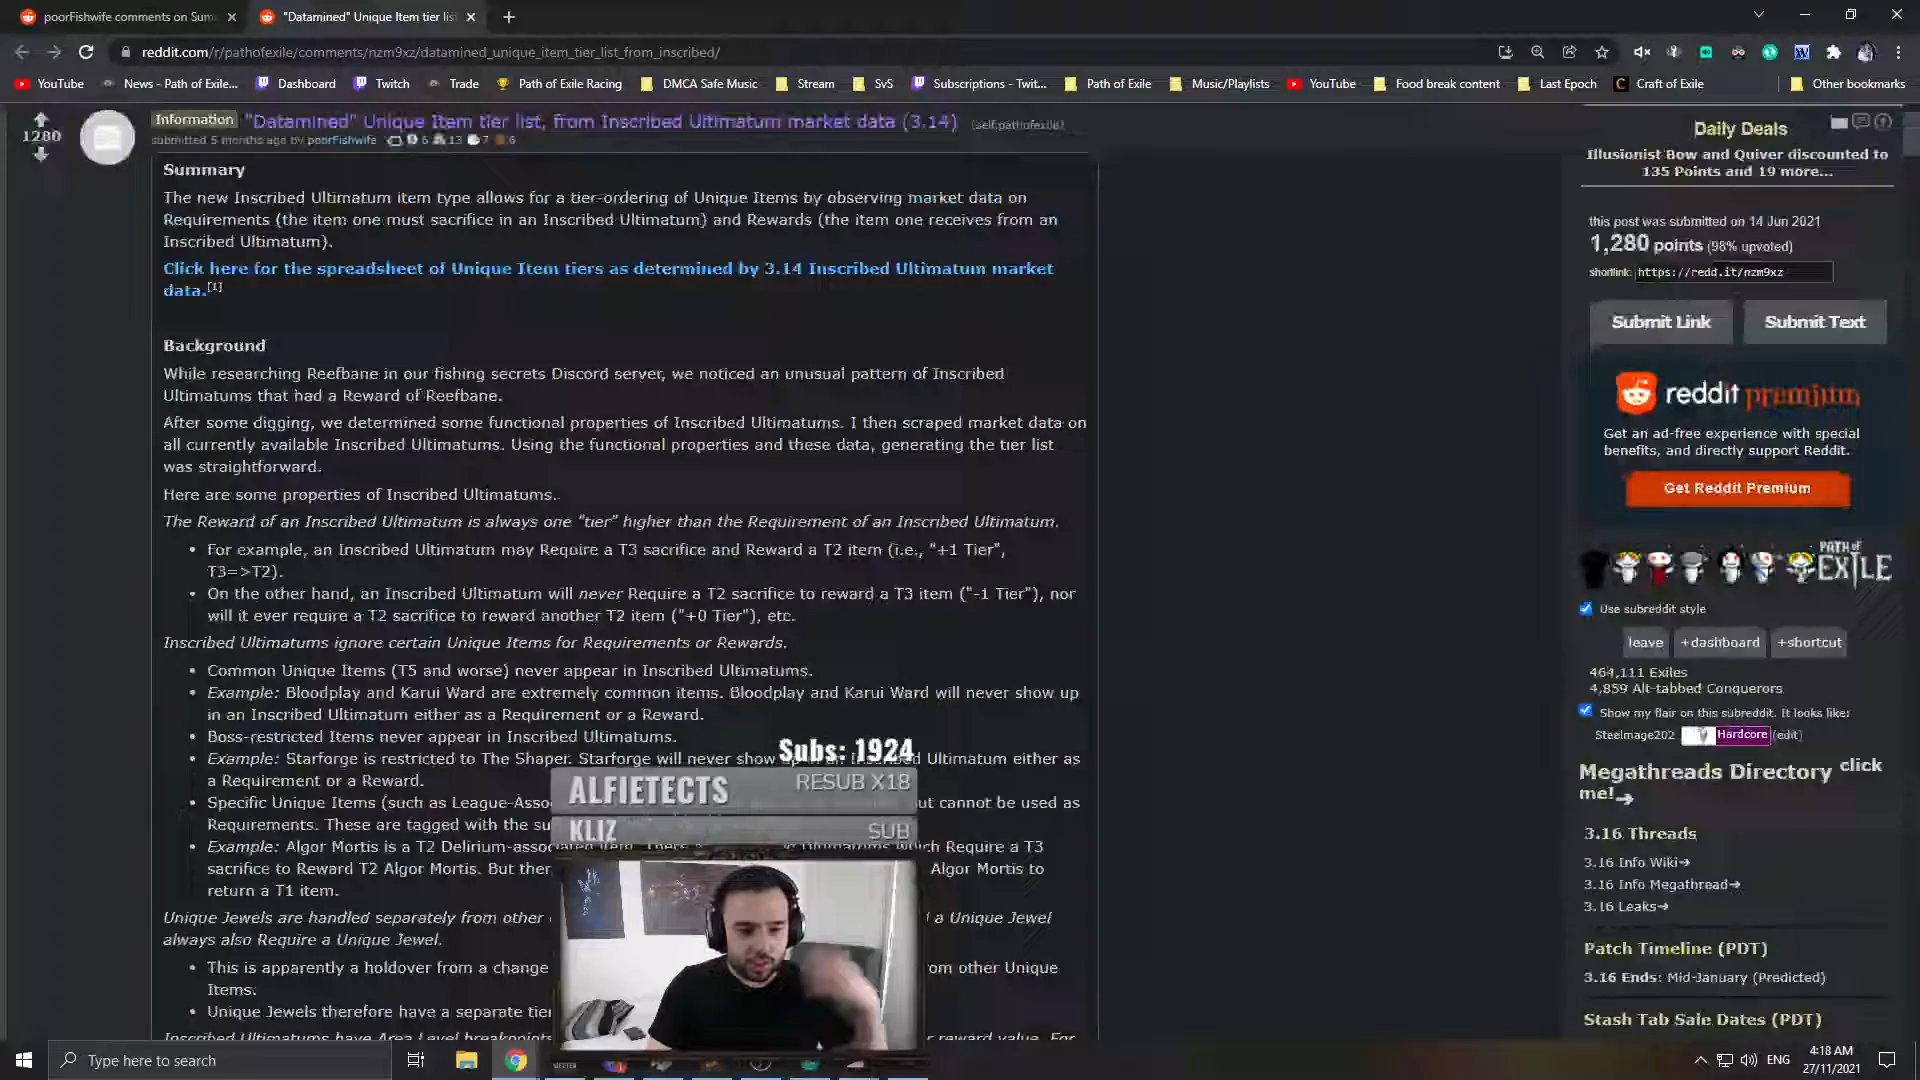 poorFishwife comments on Sum
"Datamined" Unique Item tier lis
reddit.com/r/pathofexile/comments/nzm9xz/datamined_unique_item_tier_list_from_inscribed/
YouTube
News - Path of Exile...
Dashboard
Twitch
Trade
Path of Exile Racing
DMCA Safe Music
Stream
SvS
Subscriptions - Twit...
Path of Exile
Music/Playlists
YouTube
Food break content
Last Epoch
Craft of Exile
Other bookmarks
1280
Information "Datamined" Unique Item tier list, from Inscribed Ultimatum market data (3.14) (self.pathofexile)
submitted 5 months ago by poorFishwife 6 13 7 6
Summary
The new Inscribed Ultimatum item type allows for a tier-ordering of Unique Items by observing market data on
Requirements (the item one must sacrifice in an Inscribed Ultimatum) and Rewards (the item one receives from an
Inscribed Ultimatum).
Click here for the spreadsheet of Unique Item tiers as determined by 3.14 Inscribed Ultimatum market
data.[1]
Background
While researching Reefbane in our fishing secrets Discord server, we noticed an unusual pattern of Inscribed
Ultimatums that had a Reward of Reefbane.
After some digging, we determined some functional properties of Inscribed Ultimatums. I then scraped market data on
all currently available Inscribed Ultimatums. Using the functional properties and these data, generating the tier list
was straightforward.
Here are some properties of Inscribed Ultimatums.
The Reward of an Inscribed Ultimatum is always one "tier" higher than the Requirement of an Inscribed Ultimatum.
• For example, an Inscribed Ultimatum may Require a T3 sacrifice and Reward a T2 item (i.e., "+1 Tier",
T3=>T2).
• On the other hand, an Inscribed Ultimatum will never Require a T2 sacrifice to reward a T3 item ("-1 Tier"), nor
will it ever require a T2 sacrifice to reward another T2 item ("+0 Tier"), etc.
Inscribed Ultimatums ignore certain Unique Items for Requirements or Rewards.
• Common Unique Items (T5 and worse) never appear in Inscribed Ultimatums.
• Example: Bloodplay and Karui Ward are extremely common items. Bloodplay and Karui Ward will never show up
in an Inscribed Ultimatum either as a Requirement or a Reward.
• Boss-restricted Items never appear in Inscribed Ultimatums.
• Example: Starforge is restricted to The Shaper. Starforge will never show up in an Inscribed Ultimatum either as
a Requirement or a Reward.
• Specific Unique Items (such as League-Asso ut cannot be used as
Requirements. These are tagged with the su
• Example: Algor Mortis is a T2 Delirium-associated item. which Require a T3
sacrifice to Reward T2 Algor Mortis. But ther Algor Mortis to
return a T1 item.
Unique Jewels are handled separately from other d a Unique Jewel
always also Require a Unique Jewel.
• This is apparently a holdover from a change om other Unique
Items.
• Unique Jewels therefore have a separate tier
Inscribed Ultimatums have Area Level breakpoints reward value. For
Subs: 1924
ALFIETECTS RESUB X18
KLIZ SUB
Daily Deals
Illusionist Bow and Quiver discounted to
135 Points and 19 more...
this post was submitted on 14 Jun 2021
1,280 points (98% upvoted)
shortlink: https://redd.it/nzm9xz
Submit Link
Submit Text
reddit premium
Get an ad-free experience with special
benefits, and directly support Reddit.
Get Reddit Premium
PATH OF EXILE
Use subreddit style
leave +dashboard +shortcut
464,111 Exiles
4,859 Alt-tabbed Conquerors
Show my flair on this subreddit. It looks like:
Steelmage202 Hardcore (edit)
Megathreads Directory click
me!→
3.16 Threads
3.16 Info Wiki→
3.16 Info Megathread→
3.16 Leaks→
Patch Timeline (PDT)
3.16 Ends: Mid-January (Predicted)
Stash Tab Sale Dates (PDT)
Type here to search
ENG
4:18 AM
27/11/2021